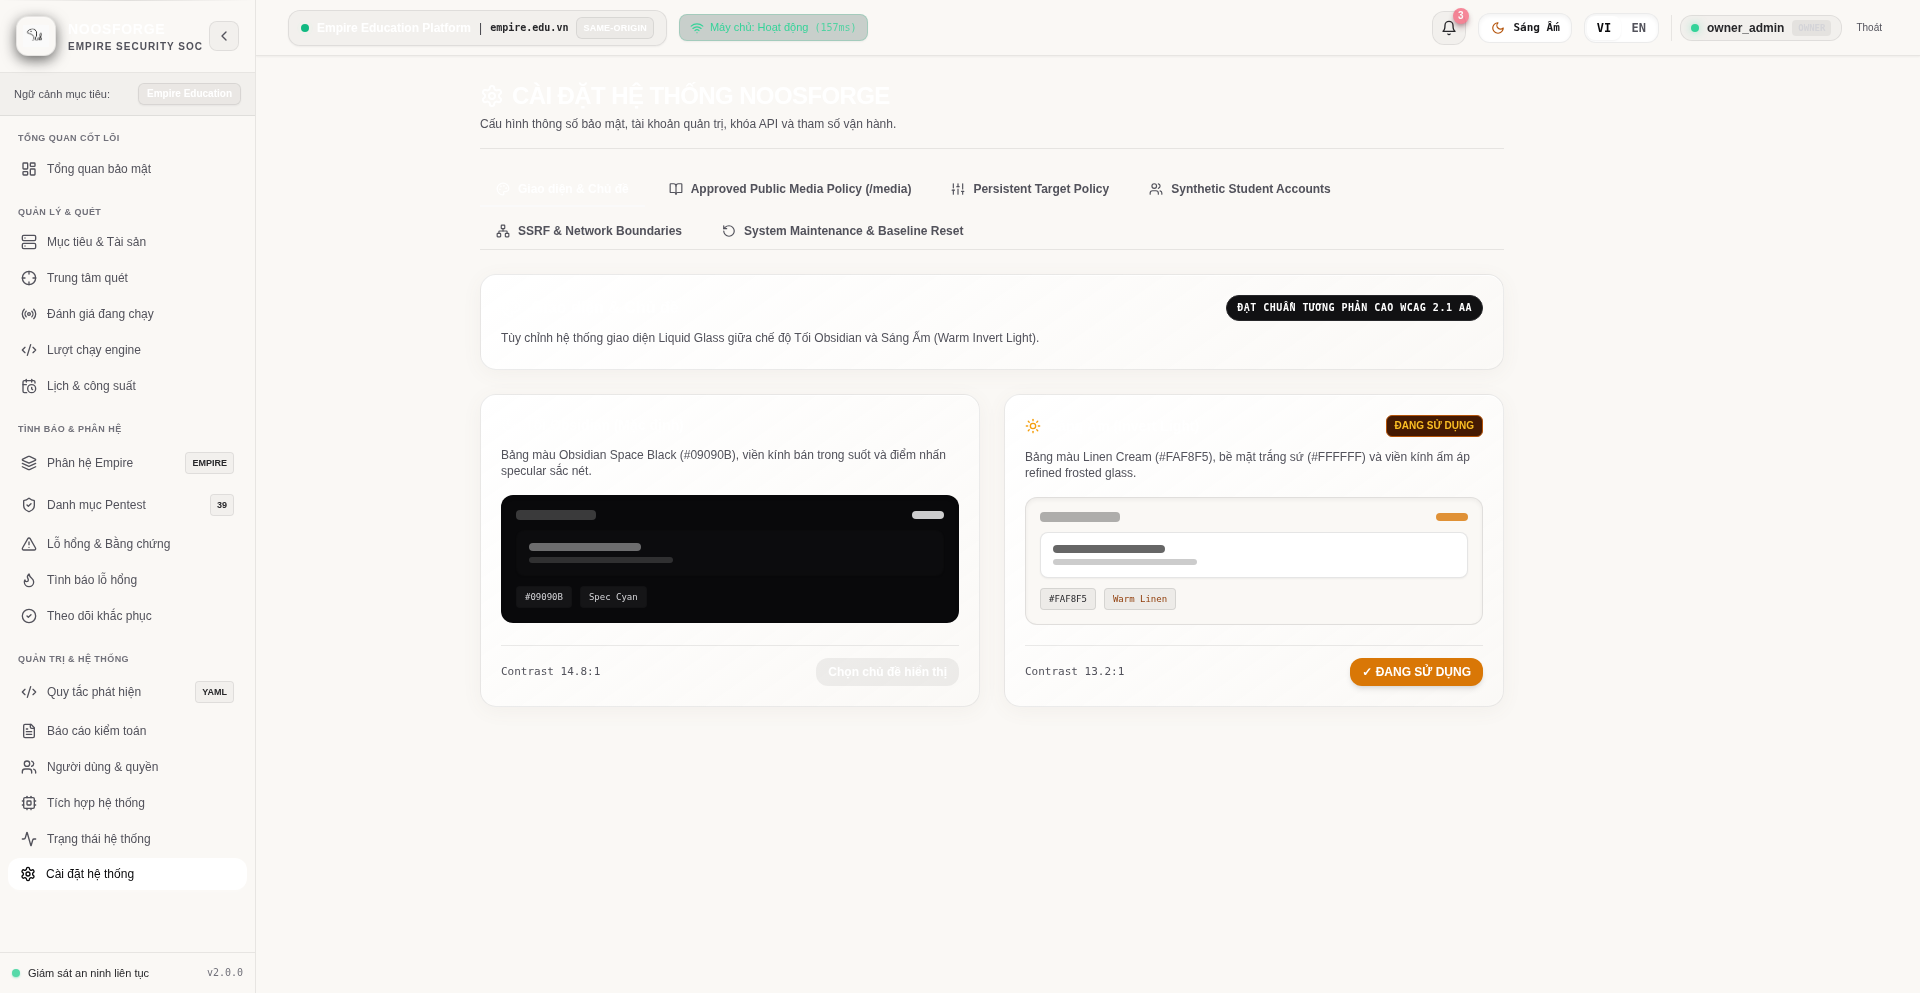 NOOSFORGE
EMPIRE SECURITY SOC
Ngữ cảnh mục tiêu:
Empire Education
TỔNG QUAN CỐT LÕI
Tổng quan bảo mật
QUẢN LÝ & QUÉT
Mục tiêu & Tài sản
Trung tâm quét
Đánh giá đang chạy
Lượt chạy engine
Lịch & công suất
TÌNH BÁO & PHÂN HỆ
Phân hệ Empire
EMPIRE
Danh mục Pentest
39
Lỗ hổng & Bằng chứng
Tình báo lỗ hổng
Theo dõi khắc phục
QUẢN TRỊ & HỆ THỐNG
Quy tắc phát hiện
YAML
Báo cáo kiểm toán
Người dùng & quyền
Tích hợp hệ thống
Trạng thái hệ thống
Cài đặt hệ thống
Giám sát an ninh liên tục
v2.0.0
Empire Education Platform | empire.edu.vn SAME-ORIGIN
Máy chủ: Hoạt động (157ms)
3
Sáng Ấm
VI EN
owner_admin OWNER
Thoát
CÀI ĐẶT HỆ THỐNG NOOSFORGE
Cấu hình thông số bảo mật, tài khoản quản trị, khóa API và tham số vận hành.
Giao diện & Chủ đề
Approved Public Media Policy (/media)
Persistent Target Policy
Synthetic Student Accounts
SSRF & Network Boundaries
System Maintenance & Baseline Reset
ĐẠT CHUẨN TƯƠNG PHẢN CAO WCAG 2.1 AA
Tùy chỉnh hệ thống giao diện Liquid Glass giữa chế độ Tối Obsidian và Sáng Ấm (Warm Invert Light).
Bảng màu Obsidian Space Black (#09090B), viền kính bán trong suốt và điểm nhấn
specular sắc nét.
#09090B
Spec Cyan
Contrast 14.8:1
Chọn chủ đề hiển thị
ĐANG SỬ DỤNG
Bảng màu Linen Cream (#FAF8F5), bề mặt trắng sứ (#FFFFFF) và viền kính ấm áp
refined frosted glass.
#FAF8F5
Warm Linen
Contrast 13.2:1
✓ ĐANG SỬ DỤNG